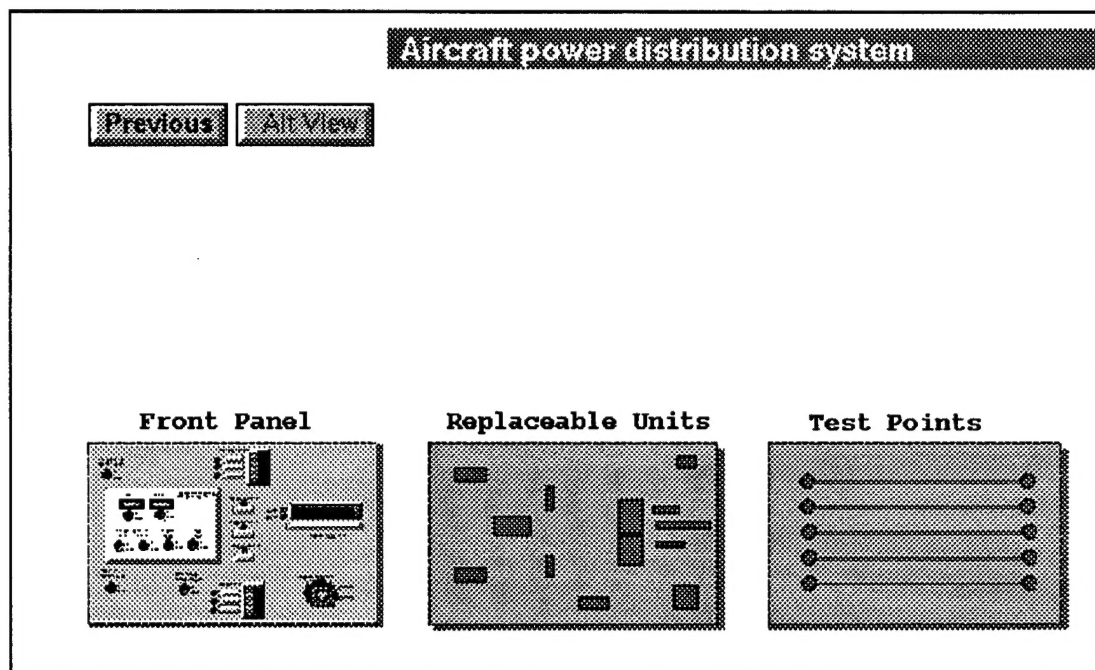 Aircraft power distribution system
Previous
Alt View
Front Panel
Replaceable Units
Test Points